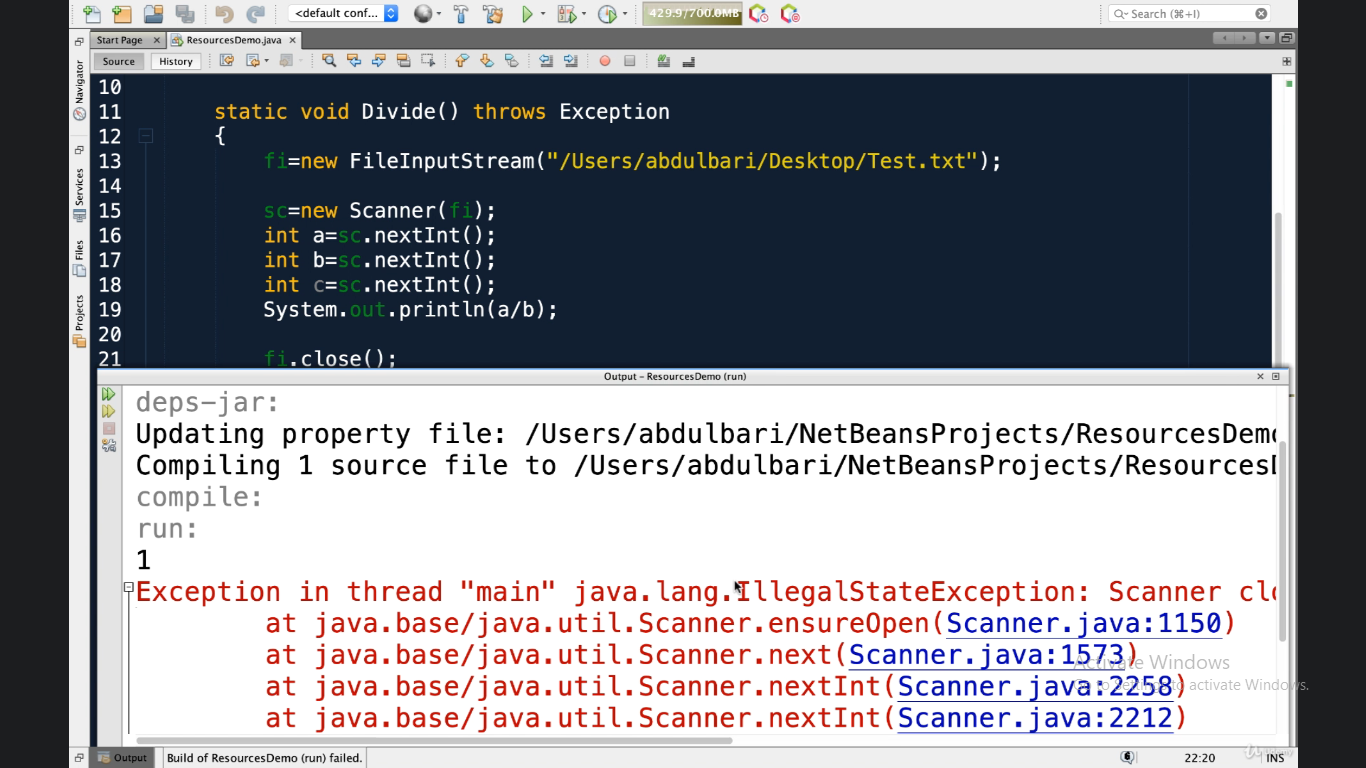 <default conf...
429.9/700.0MB
Search (⌘+I)
Start Page
ResourcesDemo.java
Source
History
Navigator
Services
Files
Projects
10
11 static void Divide() throws Exception
12 {
13 fi=new FileInputStream("/Users/abdulbari/Desktop/Test.txt");
14
15 sc=new Scanner(fi);
16 int a=sc.nextInt();
17 int b=sc.nextInt();
18 int c=sc.nextInt();
19 System.out.println(a/b);
20
21 fi.close();
Output - ResourcesDemo (run)
deps-jar:
Updating property file: /Users/abdulbari/NetBeansProjects/ResourcesDemo
Compiling 1 source file to /Users/abdulbari/NetBeansProjects/ResourcesD
compile:
run:
1
Exception in thread "main" java.lang.IllegalStateException: Scanner clo
at java.base/java.util.Scanner.ensureOpen(Scanner.java:1150)
at java.base/java.util.Scanner.next(Scanner.java:1573)
Activate Windows
at java.base/java.util.Scanner.nextInt(Scanner.java:2258)
Go to Settings to activate Windows.
at java.base/java.util.Scanner.nextInt(Scanner.java:2212)
Output
Build of ResourcesDemo (run) failed.
22:20
INS